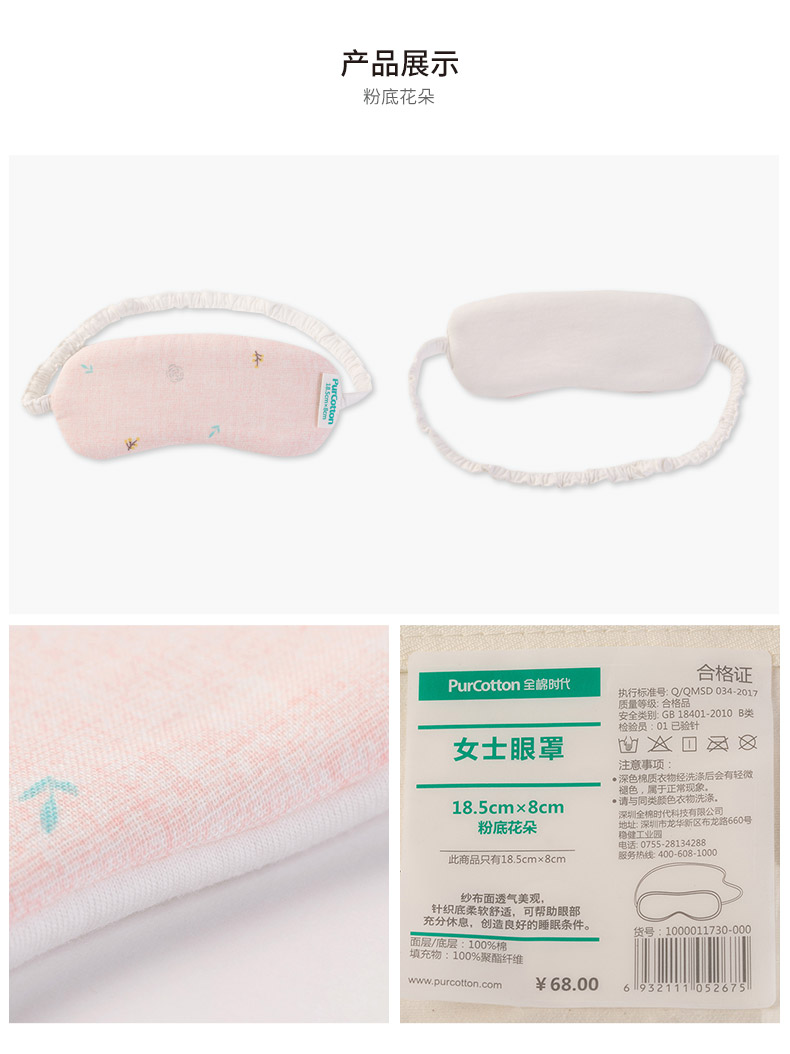 产品展示
粉底花朵
PurCotton
18.5cm×8cm
PurCotton 全棉时代
女士眼罩
18.5cm×8cm
粉底花朵
此商品只有18.5cm×8cm
纱布面透气美观，
针织底柔软舒适，可帮助眼部
充分休息，创造良好的睡眠条件。
面层/底层：100%棉
填充物：100%聚酯纤维
www.purcotton.com
￥68.00
合格证
执行标准号: Q/QMSD 034-2017
质量等级: 合格品
安全类别: GB 18401-2010 B类
检验员：01 已验针
注意事项：
•深色棉质衣物经洗涤后会有轻微
褪色，属于正常现象。
•请与同类颜色衣物洗涤。
深圳全棉时代科技有限公司
地址: 深圳市龙华新区布龙路660号
稳健工业园
电话: 0755-28134288
服务热线: 400-608-1000
货号：1000011730-000
6 932111 052675